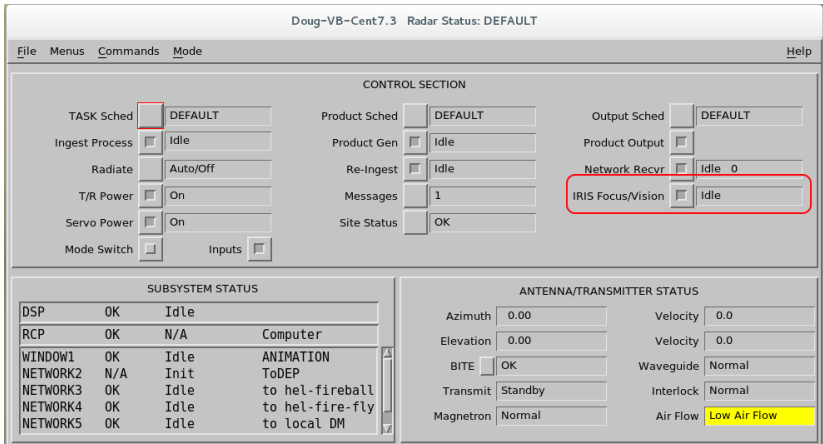 Doug-VB-Cent7.3 Radar Status: DEFAULT
File Menus Commands Mode Help
CONTROL SECTION
TASK Sched DEFAULT Product Sched DEFAULT Output Sched DEFAULT
Ingest Process Idle Product Gen Idle Product Output
Radiate Auto/Off Re-Ingest Idle Network Recvr Idle 0
T/R Power On Messages 1 IRIS Focus/Vision Idle
Servo Power On Site Status OK
Mode Switch Inputs
SUBSYSTEM STATUS
DSP OK Idle
RCP OK N/A Computer
WINDOW1 OK Idle ANIMATION
NETWORK2 N/A Init ToDEP
NETWORK3 OK Idle to hel-fireball
NETWORK4 OK Idle to hel-fire-fly
NETWORK5 OK Idle to local DM
ANTENNA/TRANSMITTER STATUS
Azimuth 0.00 Velocity 0.0
Elevation 0.00 Velocity 0.0
BITE OK Waveguide Normal
Transmit Standby Interlock Normal
Magnetron Normal Air Flow Low Air Flow